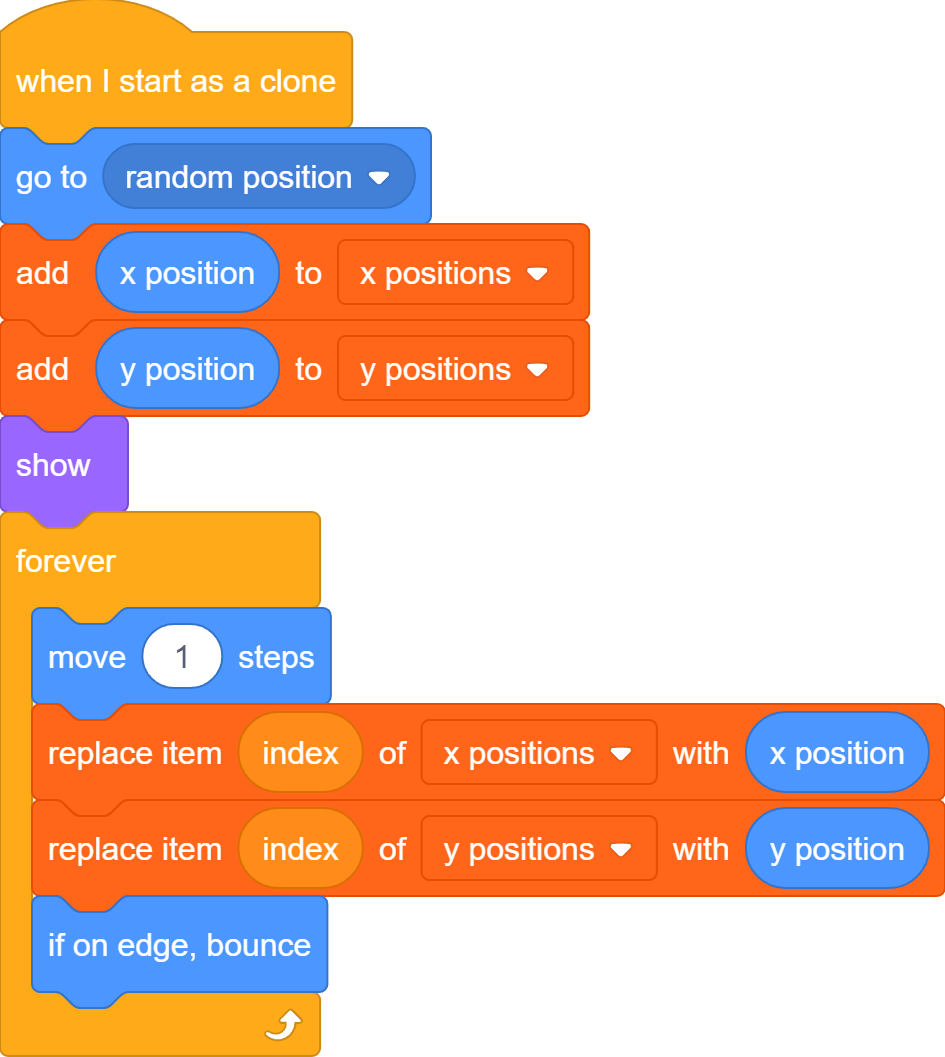 when I start as a clone
go to random position
add x position to x positions
add y position to y positions
show
forever
move 1 steps
replace item index of x positions with x position
replace item index of y positions with y position
if on edge, bounce